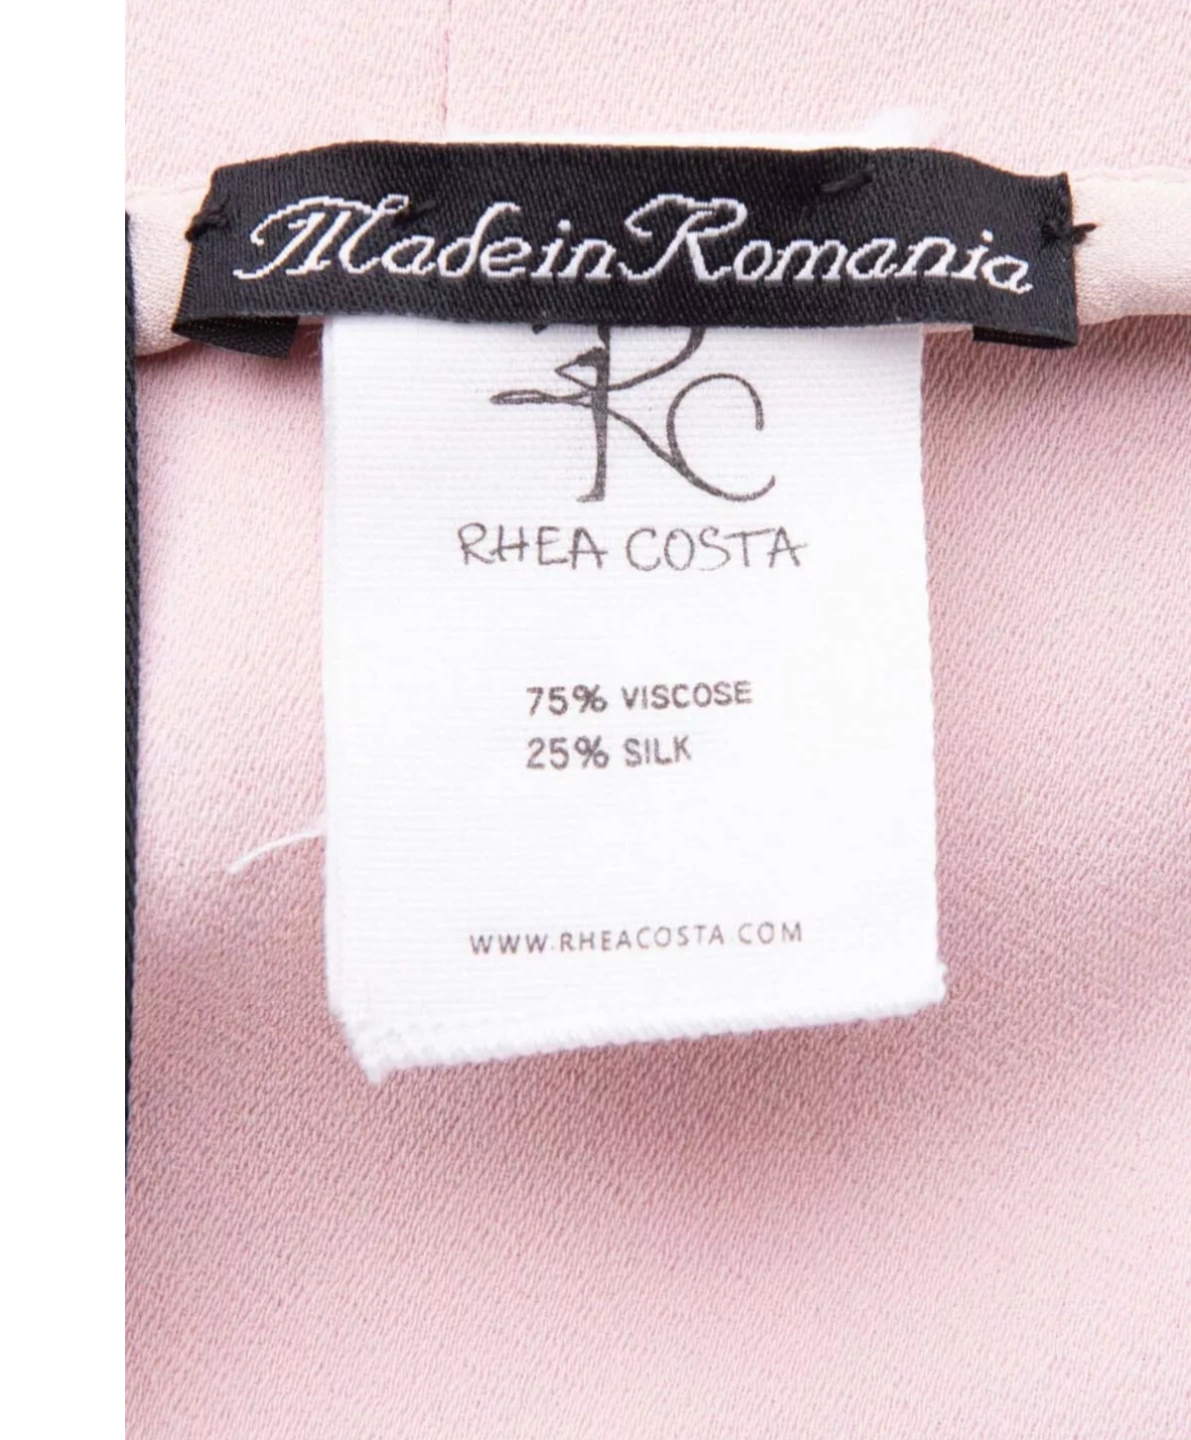 Made in Romania
RC
RHEA COSTA
75% VISCOSE
25% SILK
WWW.RHEACOSTA.COM